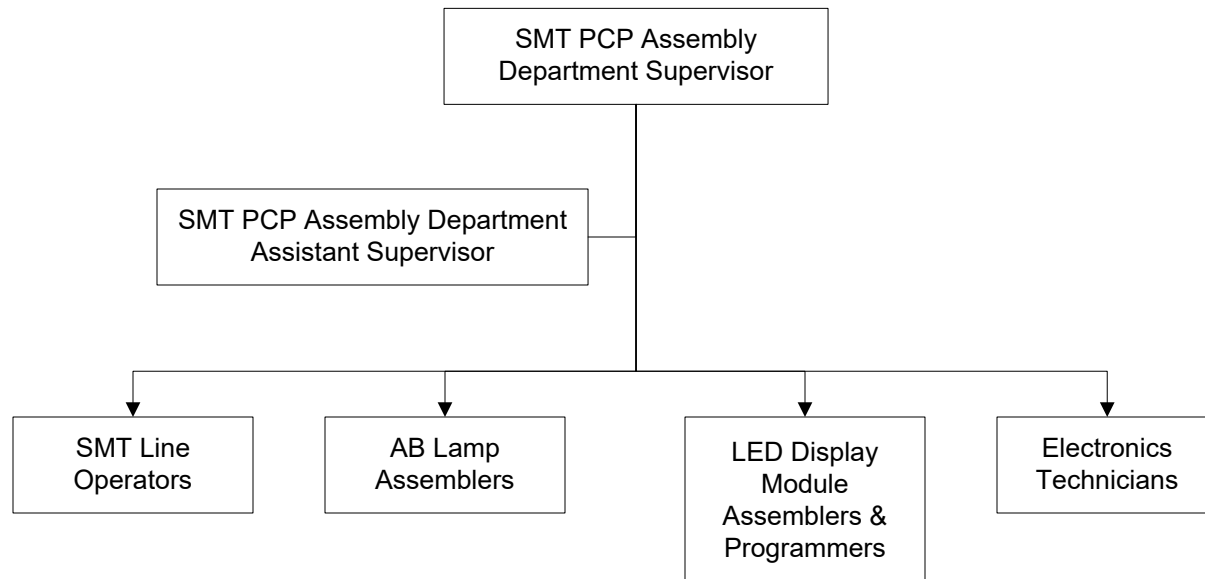 SMT PCP Assembly
Department Supervisor
SMT PCP Assembly Department
Assistant Supervisor
SMT Line
Operators
AB Lamp
Assemblers
LED Display
Module
Assemblers &
Programmers
Electronics
Technicians